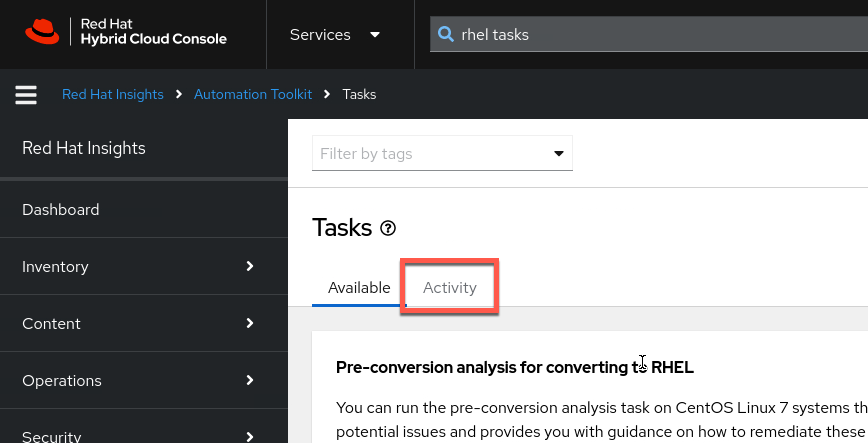 Red Hat
Hybrid Cloud Console
Services
rhel tasks
Red Hat Insights > Automation Toolkit > Tasks
Red Hat Insights
Dashboard
Inventory
Content
Operations
Security
Filter by tags
Tasks
Available
Activity
Pre-conversion analysis for converting to RHEL
You can run the pre-conversion analysis task on CentOS Linux 7 systems th
potential issues and provides you with guidance on how to remediate these